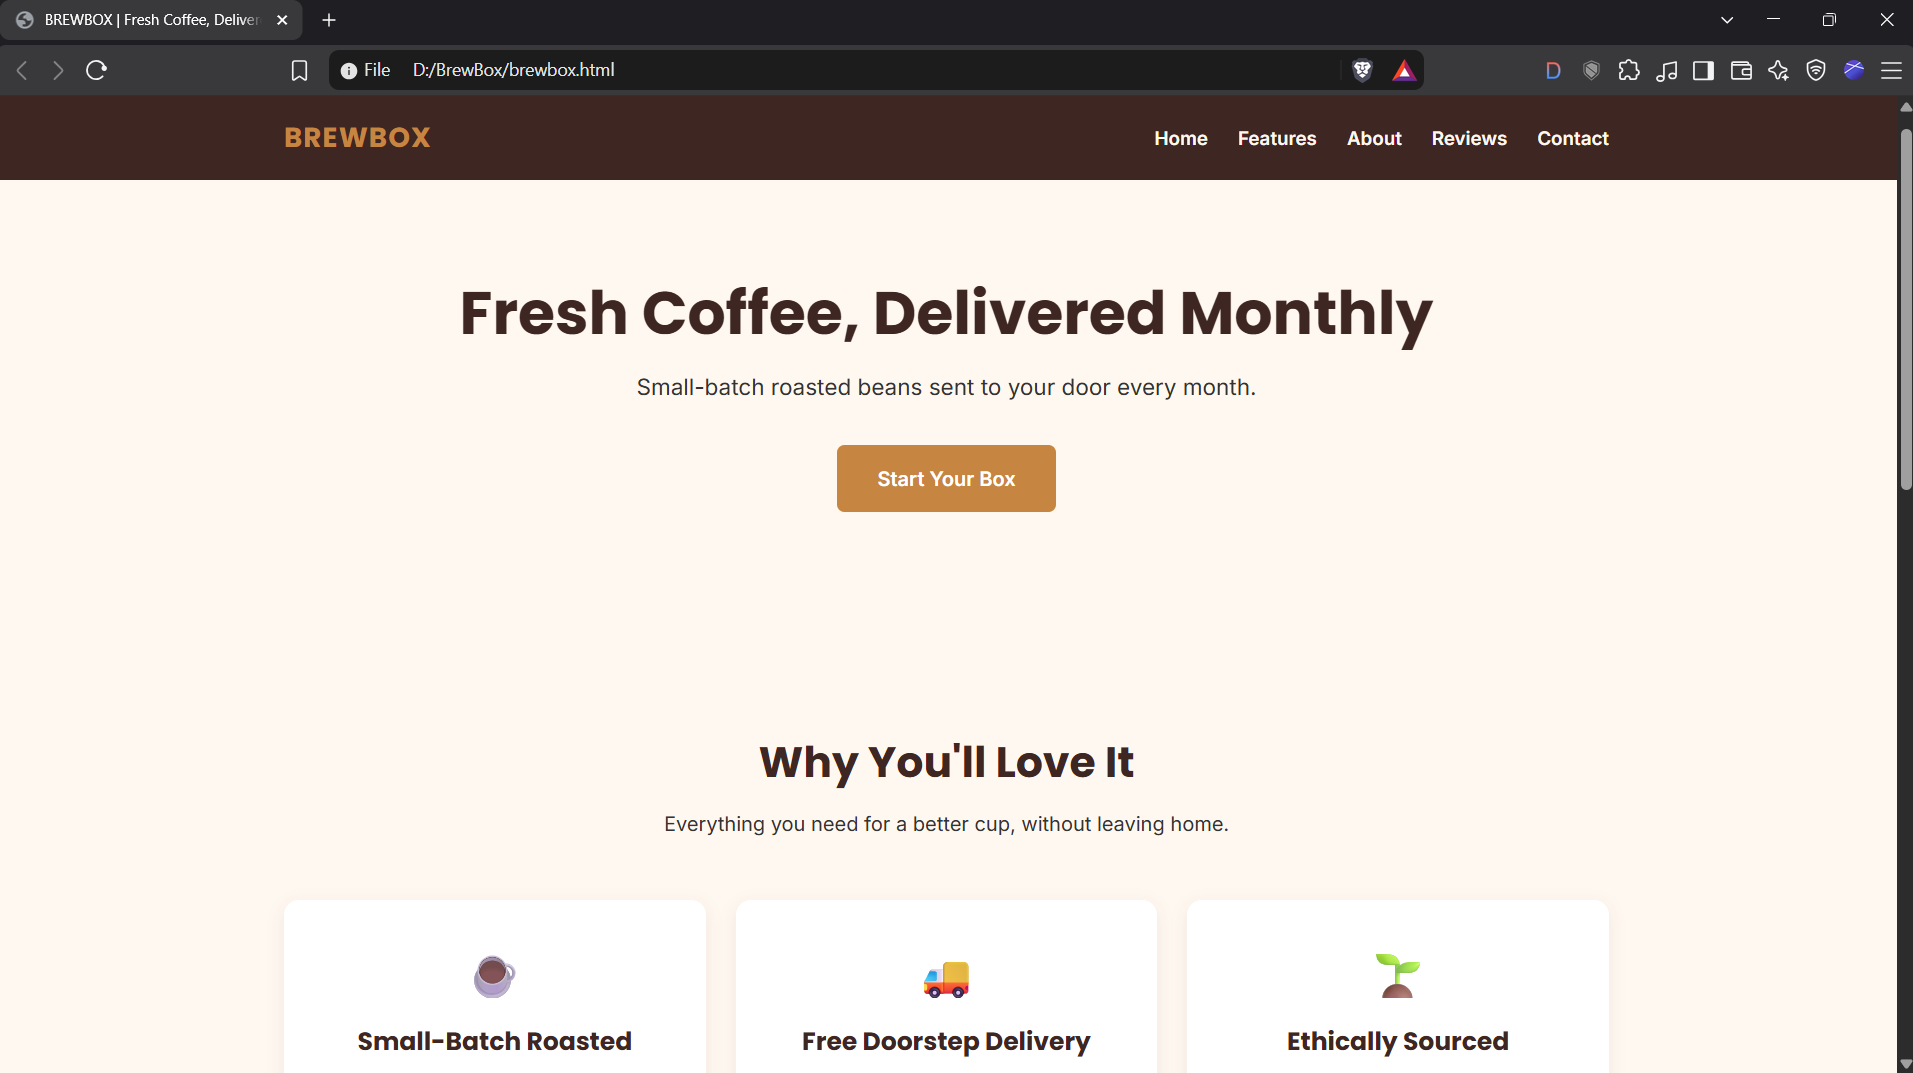 BREWBOX | Fresh Coffee, Deliver
File D:/BrewBox/brewbox.html
BREWBOX
Home Features About Reviews Contact
Fresh Coffee, Delivered Monthly
Small-batch roasted beans sent to your door every month.
Start Your Box
Why You'll Love It
Everything you need for a better cup, without leaving home.
Small-Batch Roasted
Free Doorstep Delivery
Ethically Sourced